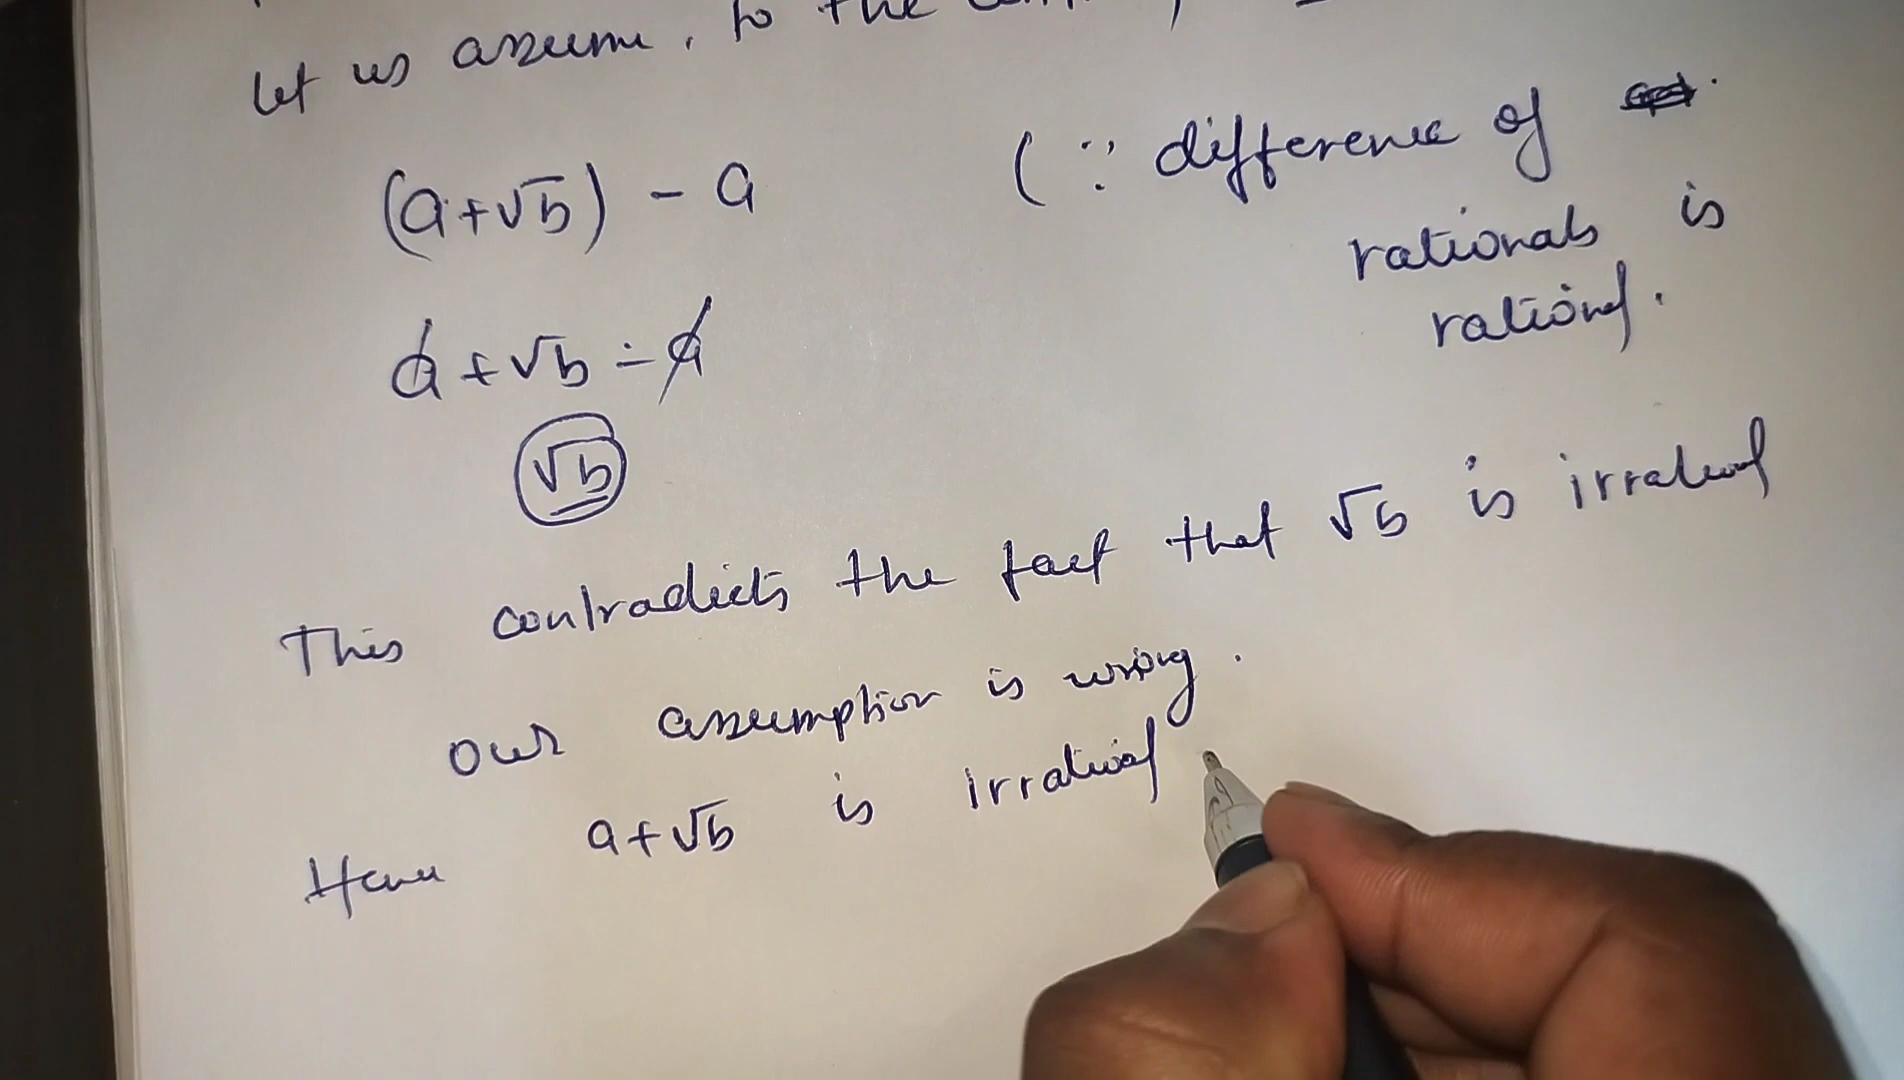 let us assume, to the
(a+√b) - a (∵ difference of
rationals is
rational.
a+√b - a
√b
This contradicts the fact that √b is irrational
our assumption is wrong.
Hence a+√b is irrational